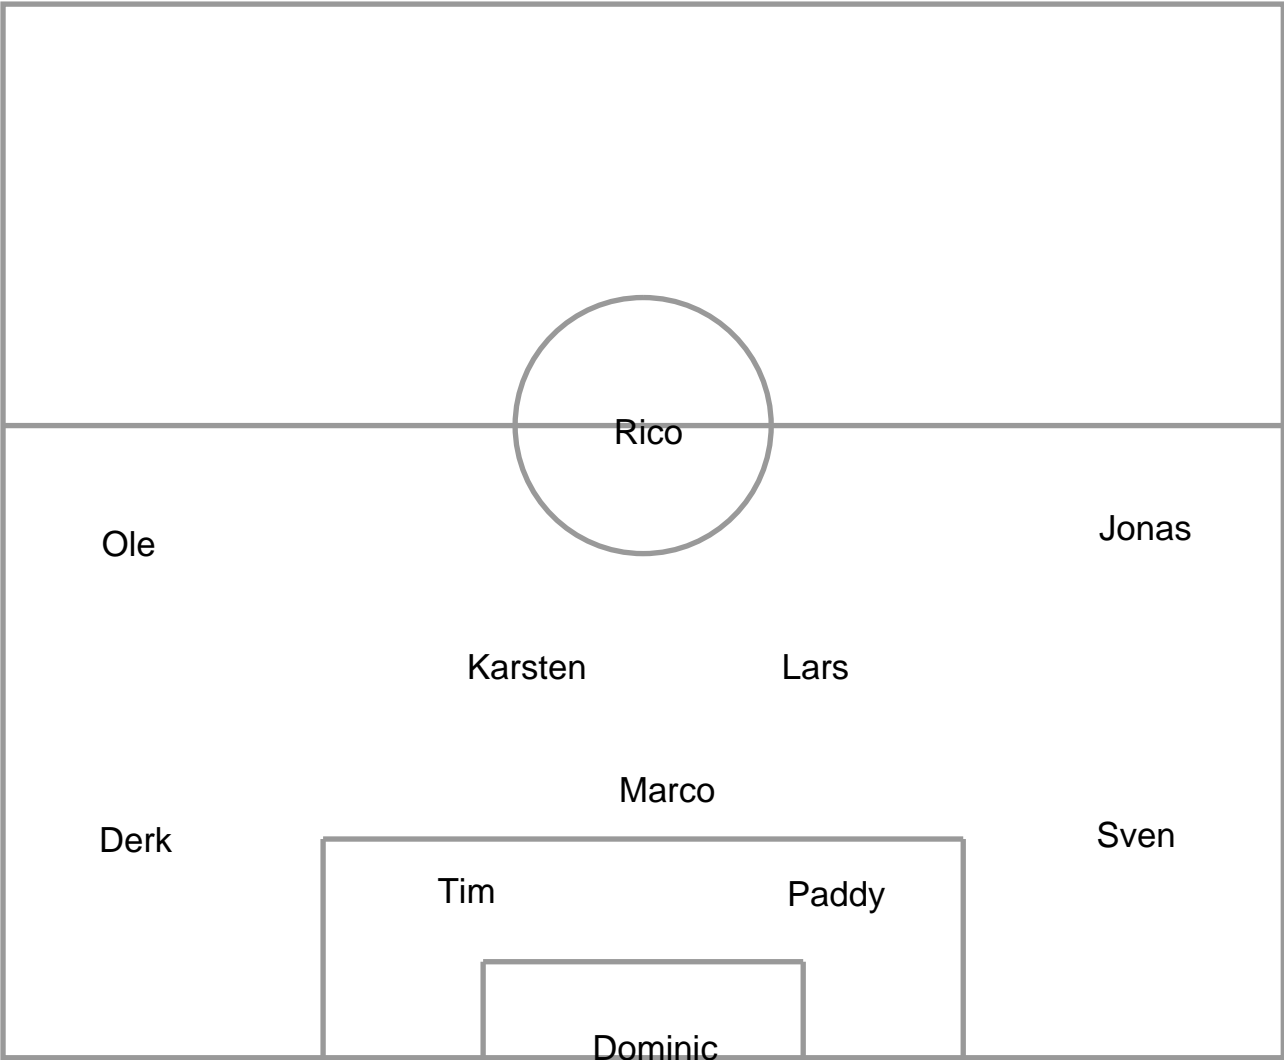 Rico
Ole
Jonas
Karsten
Lars
Marco
Derk
Sven
Tim
Paddy
Dominic